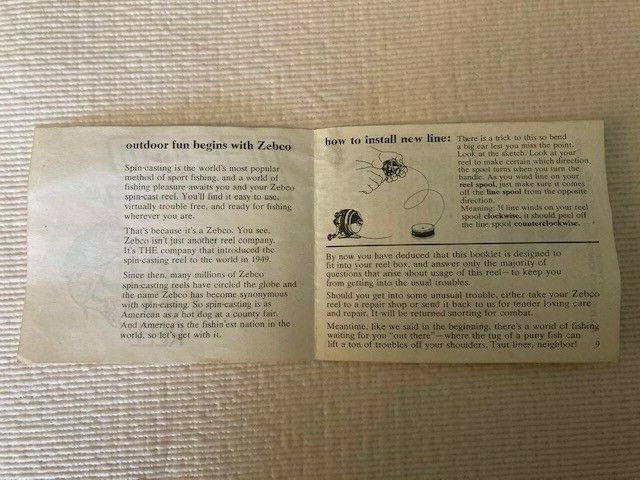 outdoor fun begins with Zebco
Spin-casting is the world's most popular
method of sport fishing, and a world of
fishing pleasure awaits you and your Zebco
spin-cast reel. You'll find it easy to use,
virtually trouble free, and ready for fishing
wherever you are.
That's because it's a Zebco. You see,
Zebco isn't just another reel company.
It's THE company that introduced the
spin-casting reel to the world in 1949.
Since then, many millions of Zebco
spin-casting reels have circled the globe and
the name Zebco has become synonymous
with spin-casting. So spin-casting is as
American as a hot dog at a county fair.
And America is the fishin'est nation in the
world, so let's get with it.
how to install new line:
There is a trick to this so bend
a big ear lest you miss the point.
Look at the sketch. Look at your
reel to make certain which direction
the spool turns when you turn the
handle. As you wind line on your
reel spool, just make sure it comes
off the line spool from the opposite
direction.
Meaning: If line winds on your reel
spool clockwise, it should peel off
the line spool counterclockwise.
By now you have deduced that this booklet is designed to
fit into your reel box, and answer only the majority of
questions that arise about usage of this reel—to keep you
from getting into the usual troubles.
Should you get into some unusual trouble, either take your Zebco
reel to a repair shop or send it back to us for tender loving care
and repair. It will be returned snorting for combat.
Meantime, like we said in the beginning, there's a world of fishing
waiting for you "out there"—where the tug of a puny fish can
lift a ton of troubles off your shoulders. Taut lines, neighbor!
9